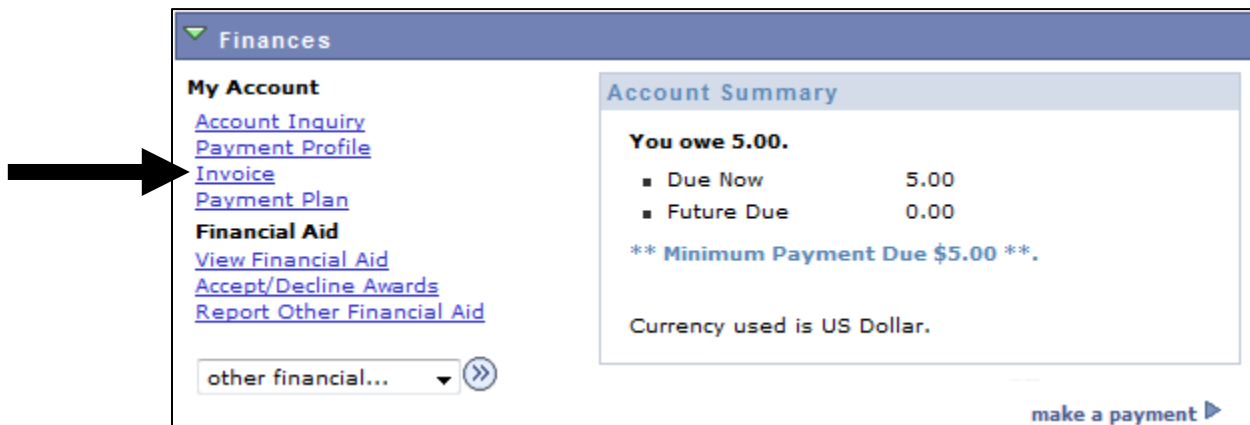 Finances
My Account
Account Inquiry
Payment Profile
Invoice
Payment Plan
Financial Aid
View Financial Aid
Accept/Decline Awards
Report Other Financial Aid
other financial...
Account Summary
You owe 5.00.
Due Now 5.00
Future Due 0.00
** Minimum Payment Due $5.00 **.
Currency used is US Dollar.
make a payment